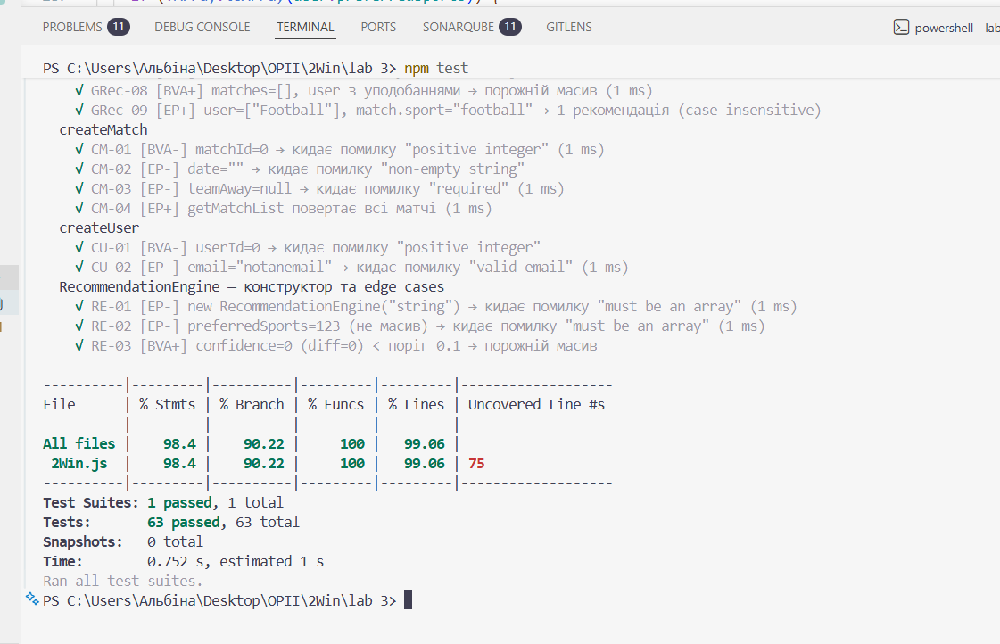 PROBLEMS 11 DEBUG CONSOLE TERMINAL PORTS SONARQUBE 11 GITLENS powershell - lab
PS C:\Users\Альбіна\Desktop\ОРІІ\2Win\lab 3> npm test
√ GRec-08 [BVA+] matches=[], user з уподобаннями → порожній масив (1 ms)
√ GRec-09 [EP+] user=["Football"], match.sport="football" → 1 рекомендація (case-insensitive)
createMatch
√ CM-01 [BVA-] matchId=0 → кидає помилку "positive integer" (1 ms)
√ CM-02 [EP-] date="" → кидає помилку "non-empty string"
√ CM-03 [EP-] teamAway=null → кидає помилку "required" (1 ms)
√ CM-04 [EP+] getMatchList повертає всі матчі (1 ms)
createUser
√ CU-01 [BVA-] userId=0 → кидає помилку "positive integer"
√ CU-02 [EP-] email="notanemail" → кидає помилку "valid email" (1 ms)
RecommendationEngine — конструктор та edge cases
√ RE-01 [EP-] new RecommendationEngine("string") → кидає помилку "must be an array" (1 ms)
√ RE-02 [EP-] preferredSports=123 (не масив) → кидає помилку "must be an array" (1 ms)
√ RE-03 [BVA+] confidence=0 (diff=0) < поріг 0.1 → порожній масив
----------|---------|----------|---------|---------|-------------------
File      | % Stmts | % Branch | % Funcs | % Lines | Uncovered Line #s
----------|---------|----------|---------|---------|-------------------
All files |    98.4 |    90.22 |     100 |   99.06 |
 2Win.js  |    98.4 |    90.22 |     100 |   99.06 | 75
----------|---------|----------|---------|---------|-------------------
Test Suites: 1 passed, 1 total
Tests:       63 passed, 63 total
Snapshots:   0 total
Time:        0.752 s, estimated 1 s
Ran all test suites.
PS C:\Users\Альбіна\Desktop\ОРІІ\2Win\lab 3>